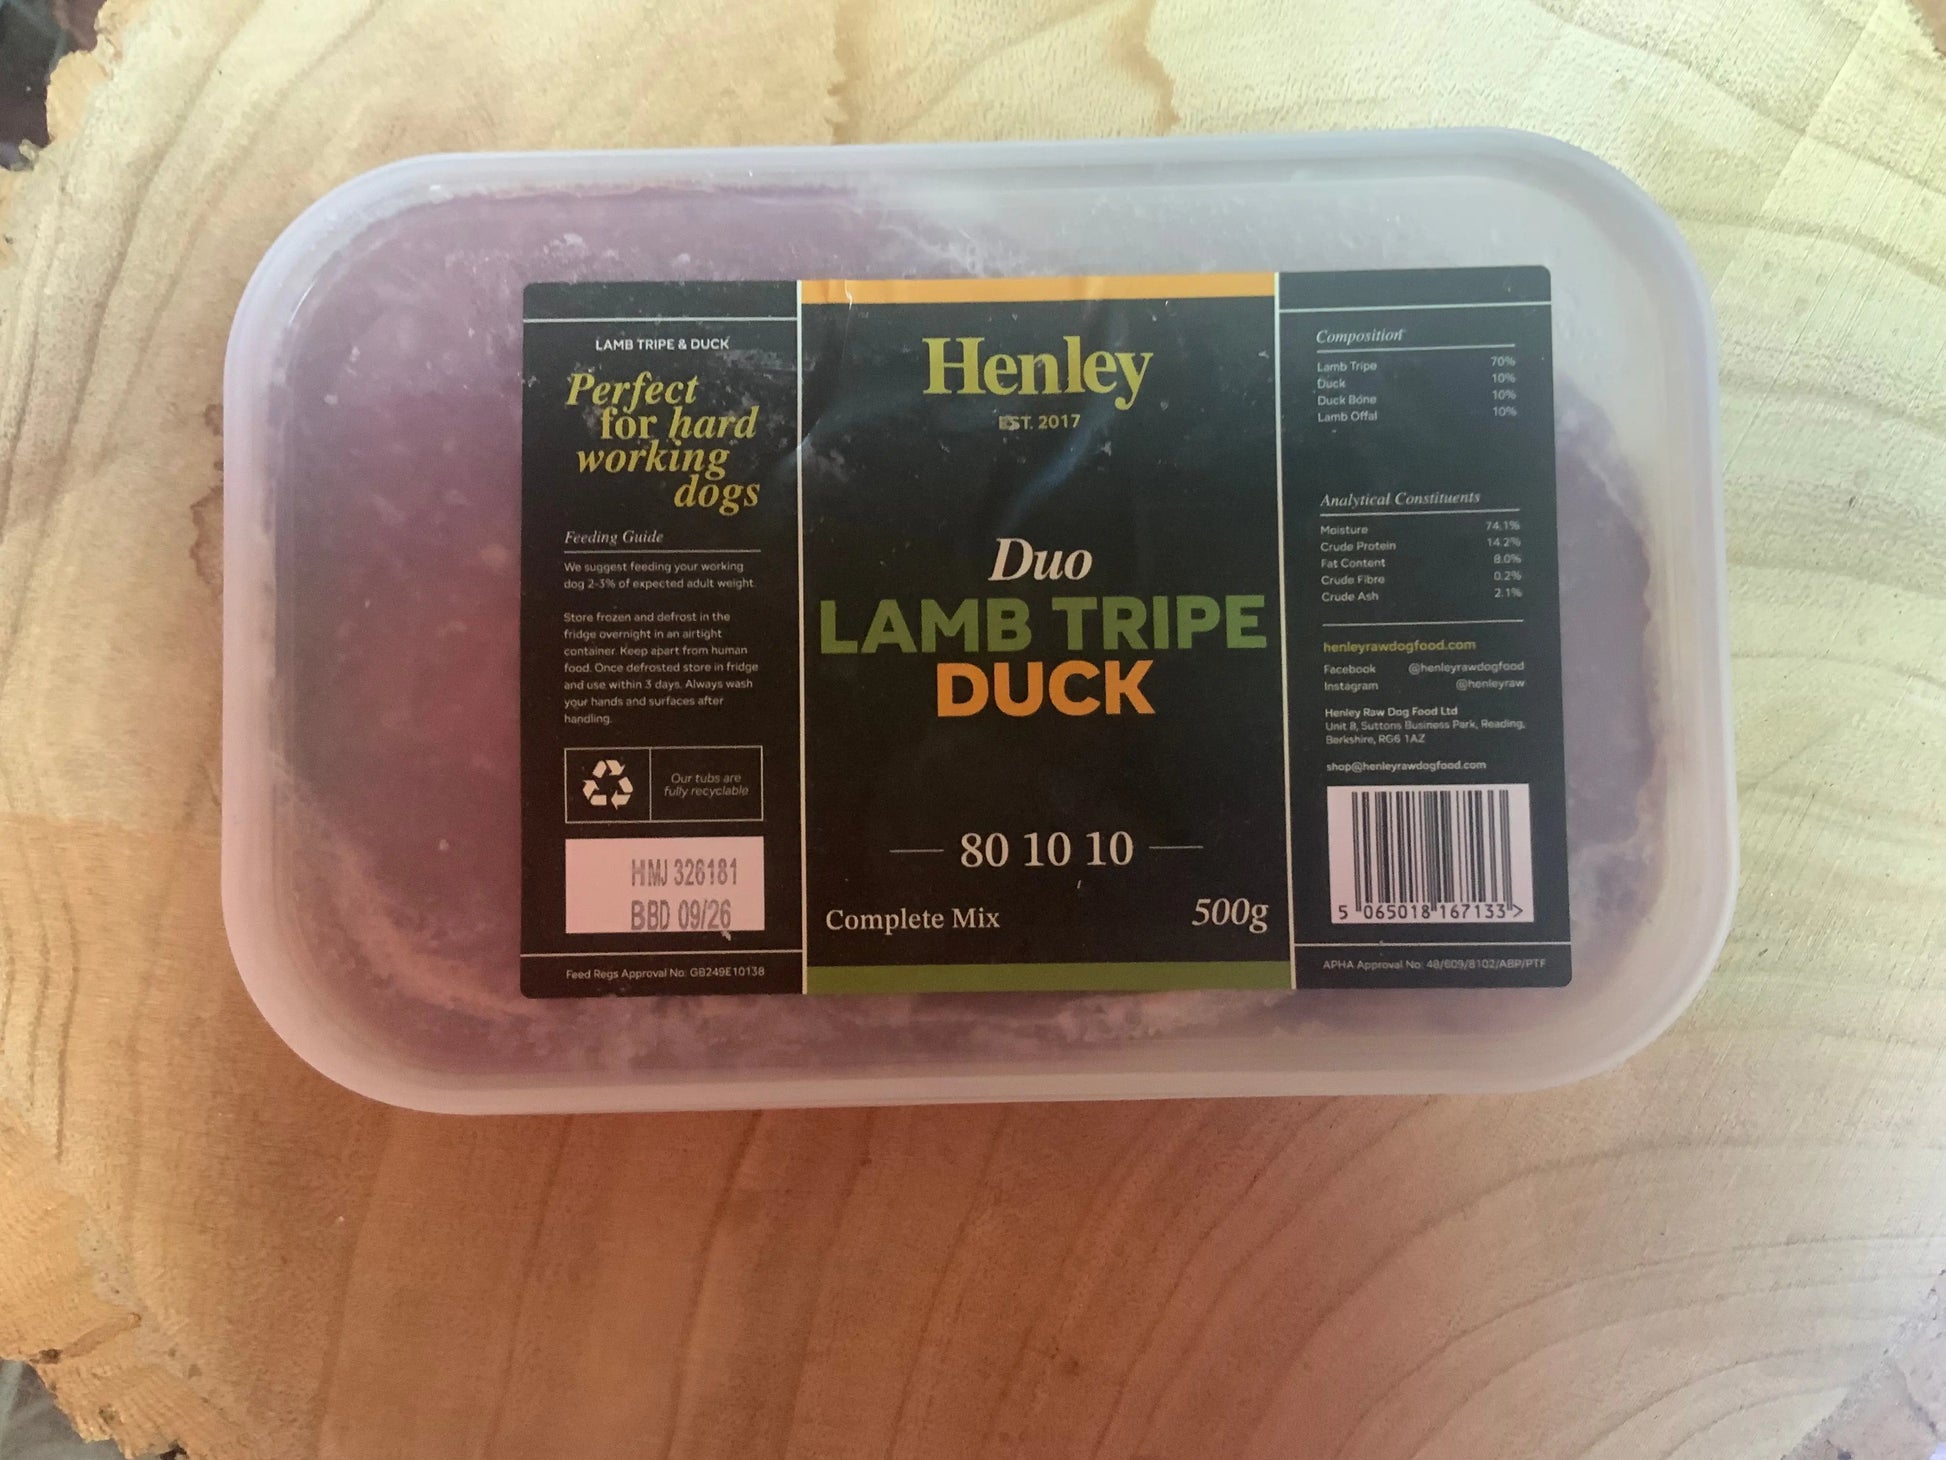 LAMB TRIPE & DUCK
Perfect
for hard
working
dogs
Feeding Guide
We suggest feeding your working
dog 2-3% of expected adult weight.
Store frozen and defrost in the
fridge overnight in an airtight
container. Keep apart from human
food. Once defrosted store in fridge
and use within 3 days. Always wash
your hands and surfaces after
handling.
Our tubs are
fully recyclable
HMJ 326181
BBD 09/26
Feed Regs Approval No: GB249E10138
Henley
EST. 2017
Duo
LAMB TRIPE
DUCK
80 10 10
Complete Mix 500g
Composition
Lamb Tripe 70%
Duck 10%
Duck Bone 10%
Lamb Offal 10%
Analytical Constituents
Moisture 74.1%
Crude Protein 14.2%
Fat Content 8.0%
Crude Fibre 0.2%
Crude Ash 2.1%
henleyrawdogfood.com
Facebook @henleyrawdogfood
Instagram @henleyraw
Henley Raw Dog Food Ltd
Unit 8, Suttons Business Park, Reading,
Berkshire, RG6 1AZ
shop@henleyrawdogfood.com
5 065018 167133 >
APHA Approval No: 48/609/8102/ABP/PTF